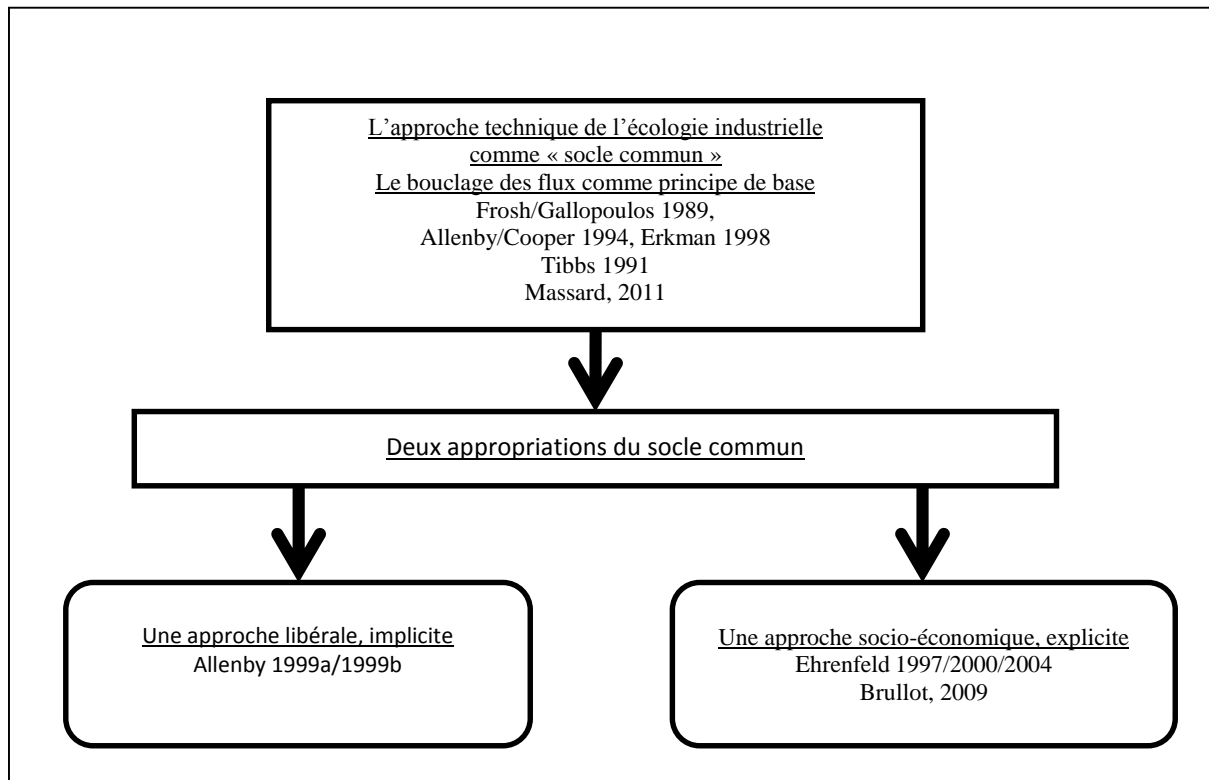 L’approche technique de l’écologie industrielle
comme « socle commun »
Le bouclage des flux comme principe de base
Frosh/Gallopoulos 1989,
Allenby/Cooper 1994, Erkman 1998
Tibbs 1991
Massard, 2011
Deux appropriations du socle commun
Une approche libérale, implicite
Allenby 1999a/1999b
Une approche socio-économique, explicite
Ehrenfeld 1997/2000/2004
Brullot, 2009